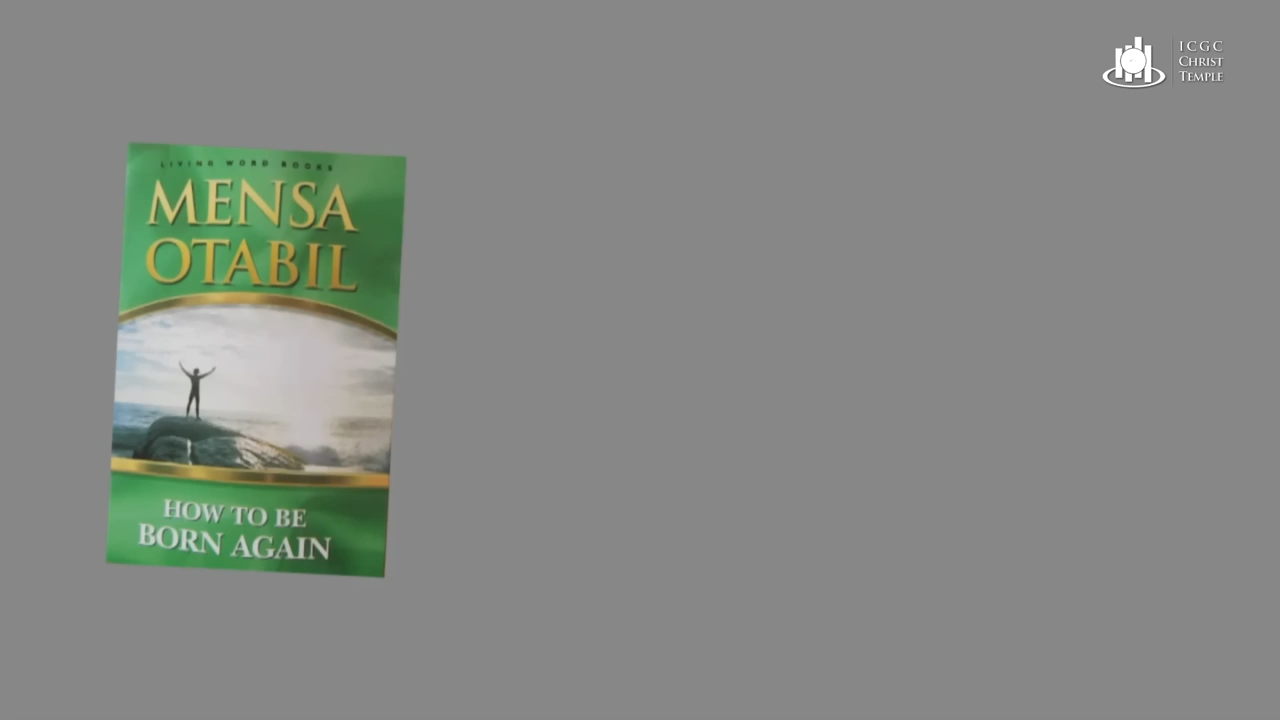 LIVING WORD BOOKS
MENSA
OTABIL
HOW TO BE
BORN AGAIN
ICGC
CHRIST
TEMPLE